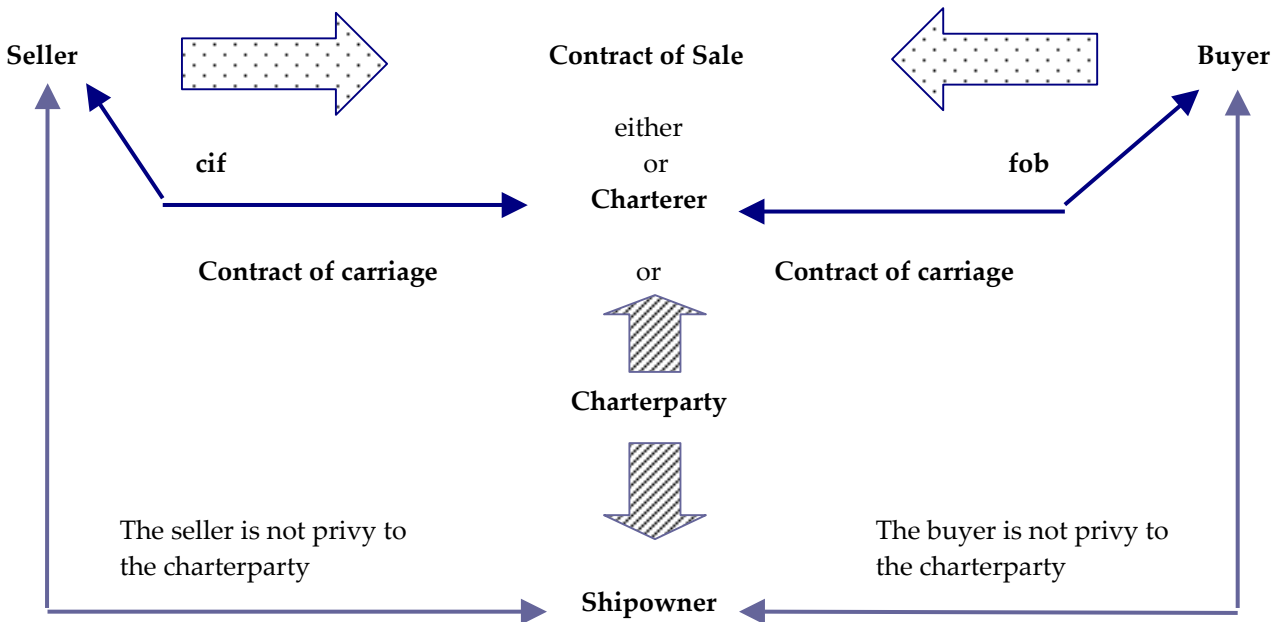 Seller Contract of Sale Buyer
either
cif or fob
Charterer
Contract of carriage or Contract of carriage
Charterparty
The seller is not privy to The buyer is not privy to
the charterparty the charterparty
Shipowner